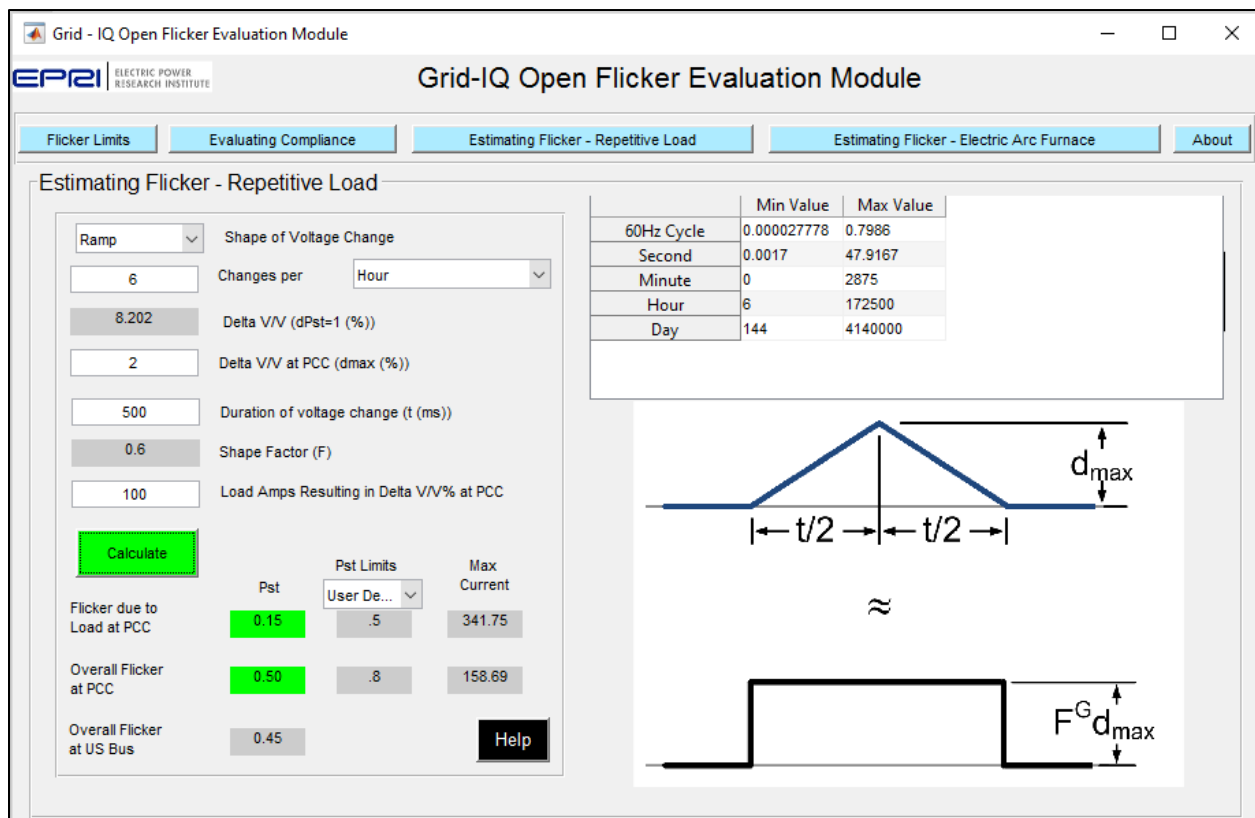 Grid - IQ Open Flicker Evaluation Module
EPRI ELECTRIC POWER
RESEARCH INSTITUTE
Grid-IQ Open Flicker Evaluation Module
Flicker Limits Evaluating Compliance Estimating Flicker - Repetitive Load Estimating Flicker - Electric Arc Furnace About
Estimating Flicker - Repetitive Load
Ramp Shape of Voltage Change
6 Changes per Hour
8.202 Delta V/V (dPst=1 (%))
2 Delta V/V at PCC (dmax (%))
500 Duration of voltage change (t (ms))
0.6 Shape Factor (F)
100 Load Amps Resulting in Delta V/V% at PCC
Calculate
Pst Pst Limits Max
Current
User De...
Flicker due to
Load at PCC 0.15 .5 341.75
Overall Flicker
at PCC 0.50 .8 158.69
Overall Flicker
at US Bus 0.45
Help
Min Value Max Value
60Hz Cycle 0.000027778 0.7986
Second 0.0017 47.9167
Minute 0 2875
Hour 6 172500
Day 144 4140000
dmax
t/2 t/2
≈
F^G dmax